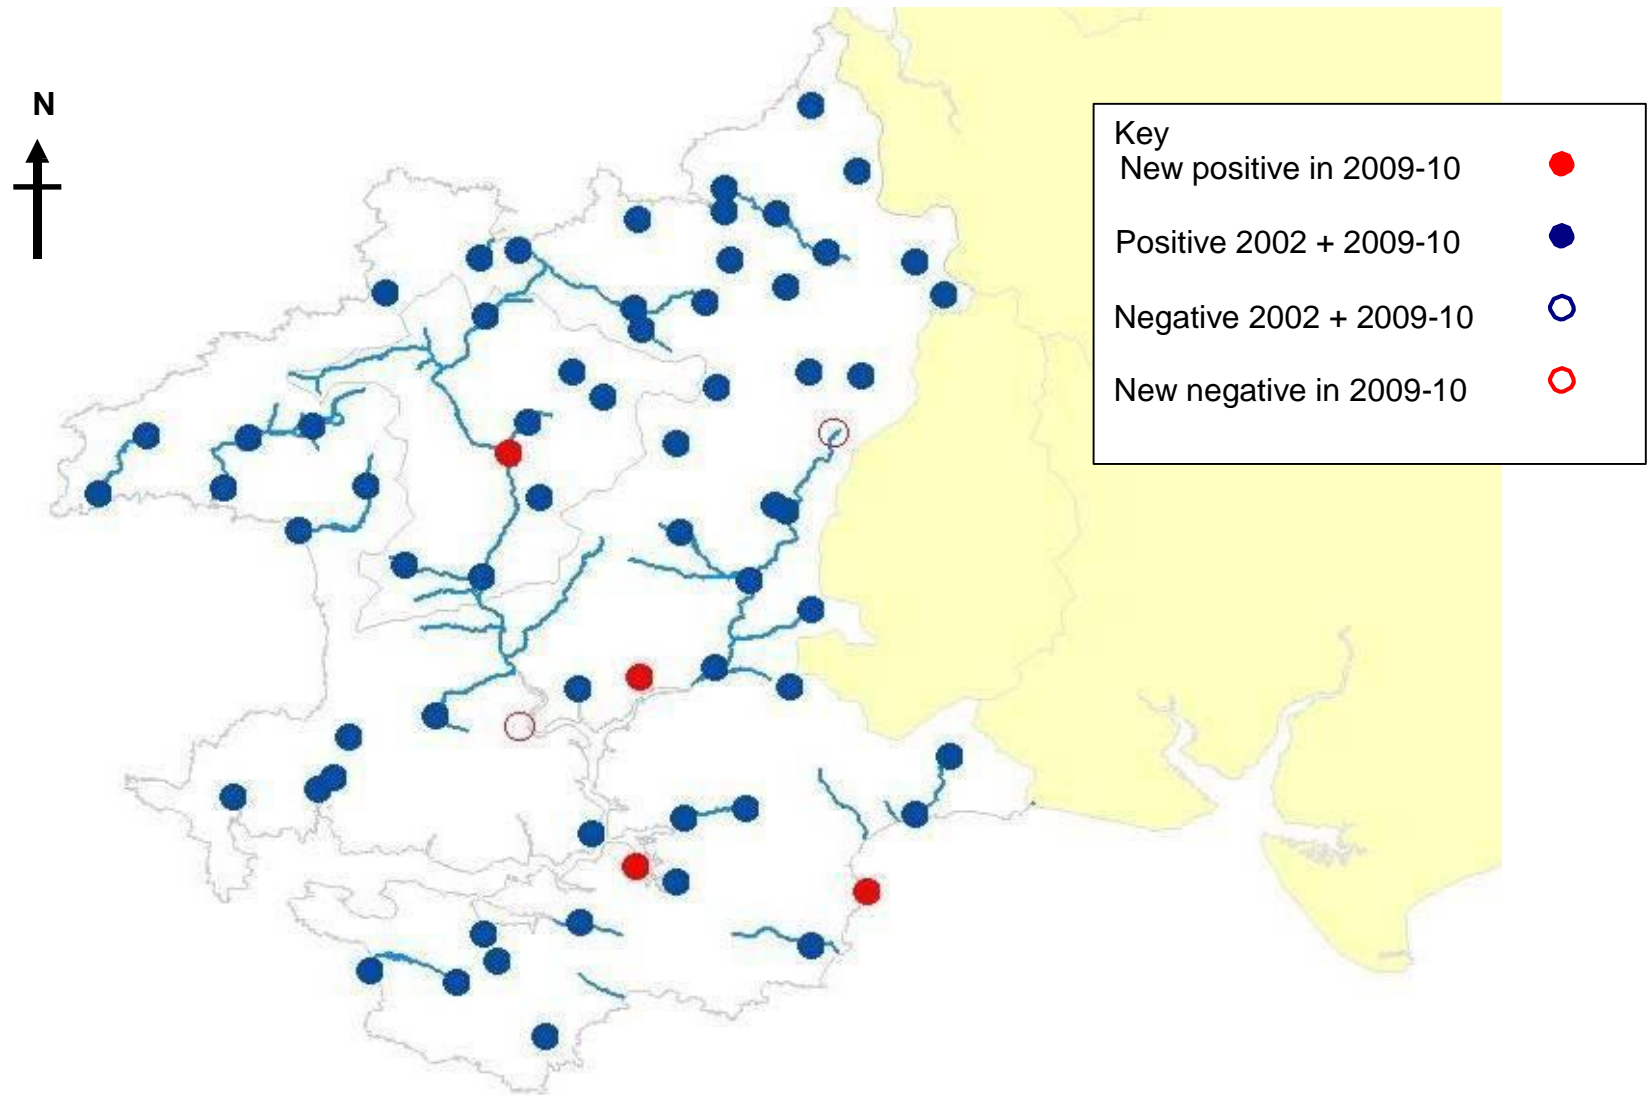 N
Key
New positive in 2009-10
Positive 2002 + 2009-10
Negative 2002 + 2009-10
New negative in 2009-10